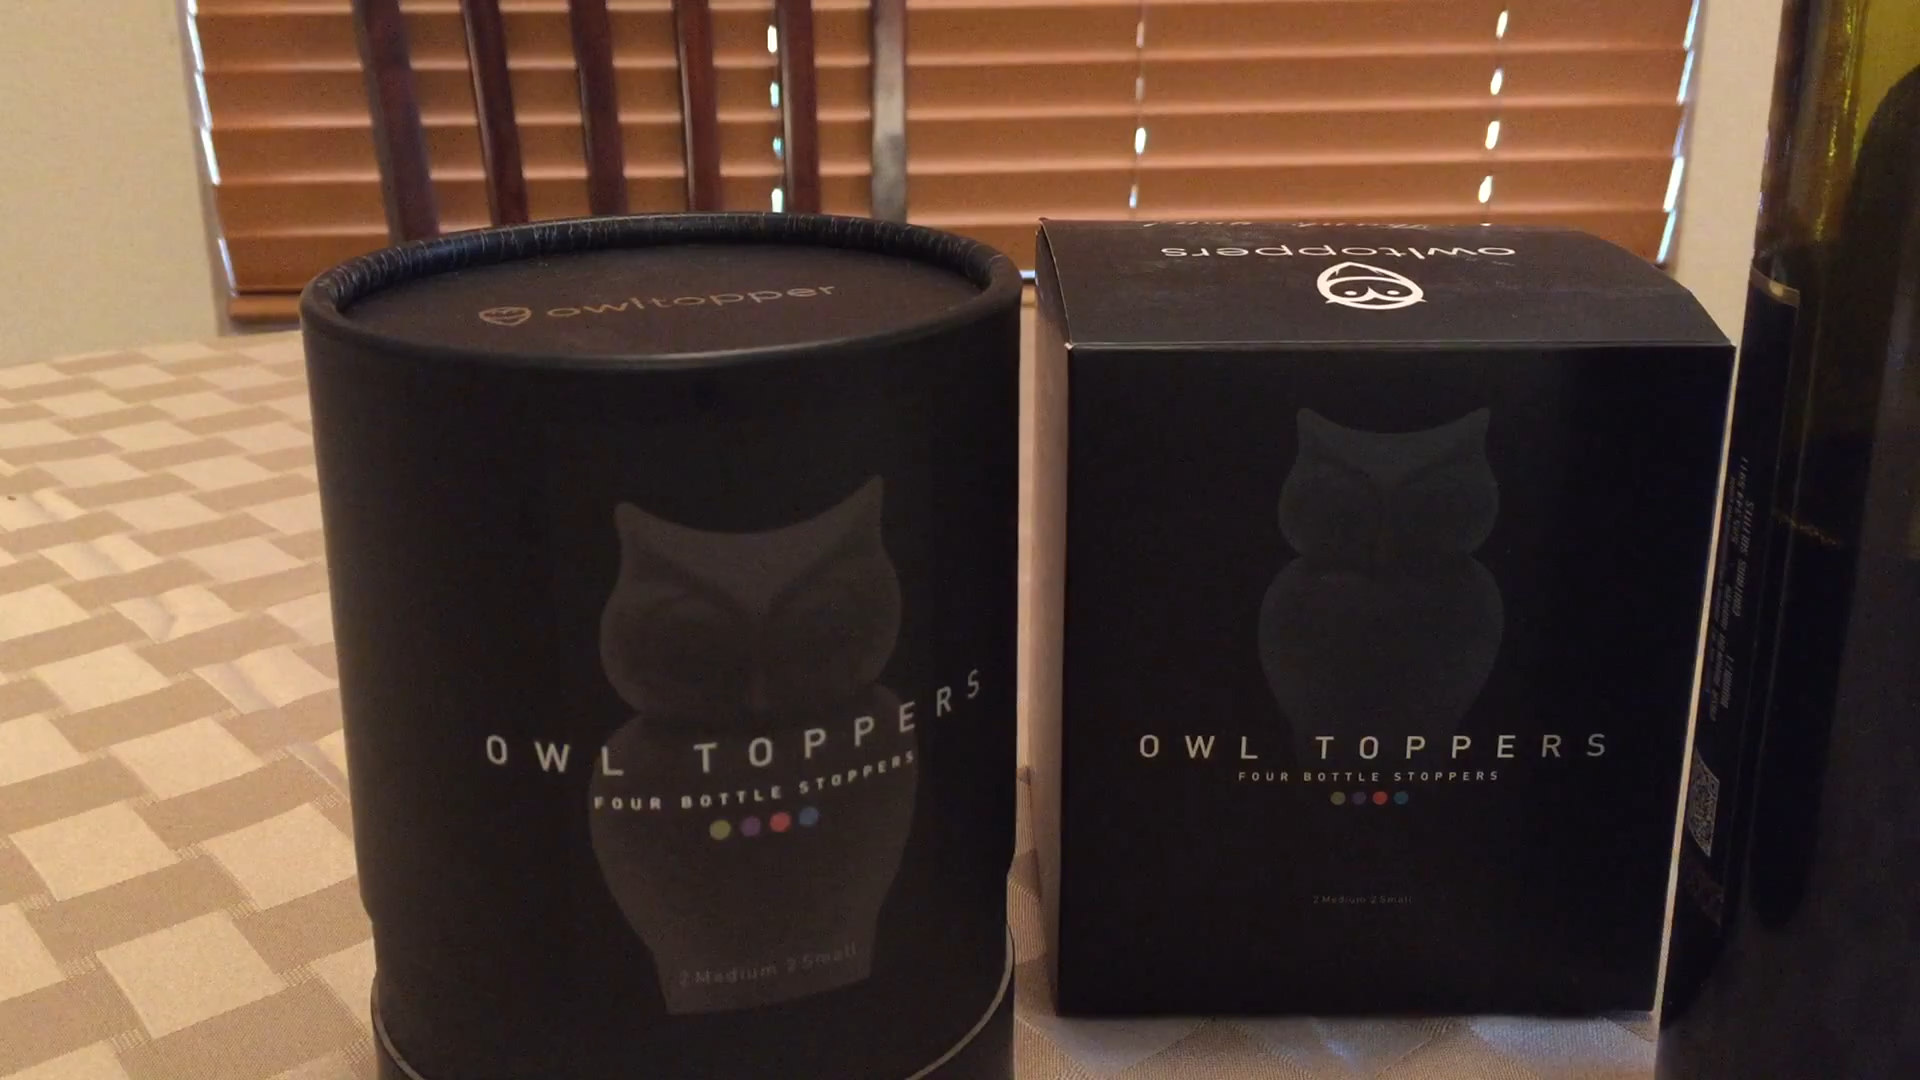 owltopper
OWL TOPPERS
FOUR BOTTLE STOPPERS
2 Medium 2 Small
owltoppers
OWL TOPPERS
FOUR BOTTLE STOPPERS
2 Medium 2 Small